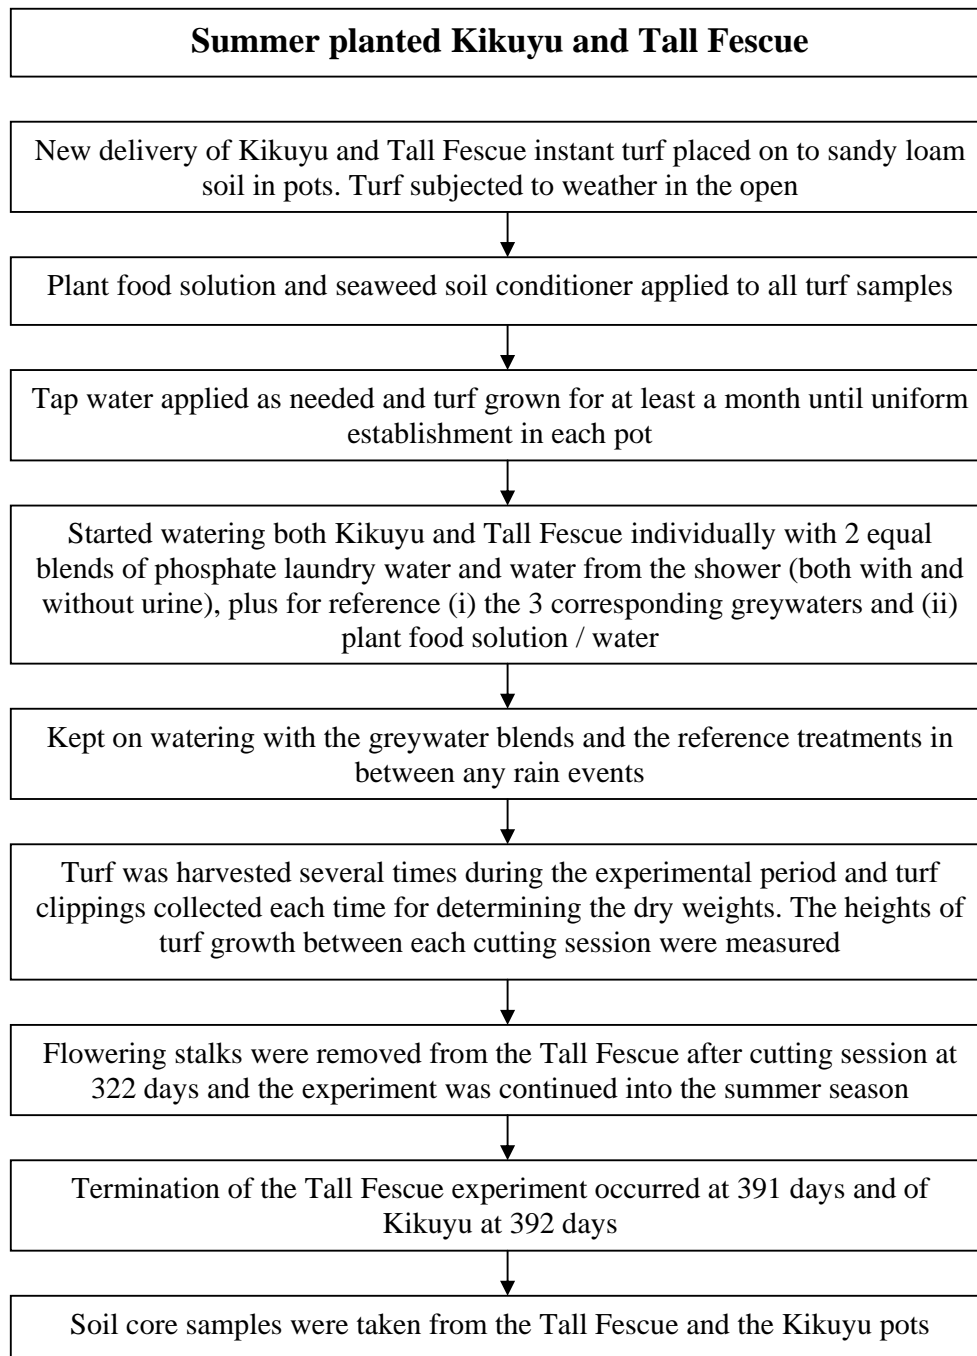 Summer planted Kikuyu and Tall Fescue
New delivery of Kikuyu and Tall Fescue instant turf placed on to sandy loam
soil in pots. Turf subjected to weather in the open
Plant food solution and seaweed soil conditioner applied to all turf samples
Tap water applied as needed and turf grown for at least a month until uniform
establishment in each pot
Started watering both Kikuyu and Tall Fescue individually with 2 equal
blends of phosphate laundry water and water from the shower (both with and
without urine), plus for reference (i) the 3 corresponding greywaters and (ii)
plant food solution / water
Kept on watering with the greywater blends and the reference treatments in
between any rain events
Turf was harvested several times during the experimental period and turf
clippings collected each time for determining the dry weights. The heights of
turf growth between each cutting session were measured
Flowering stalks were removed from the Tall Fescue after cutting session at
322 days and the experiment was continued into the summer season
Termination of the Tall Fescue experiment occurred at 391 days and of
Kikuyu at 392 days
Soil core samples were taken from the Tall Fescue and the Kikuyu pots